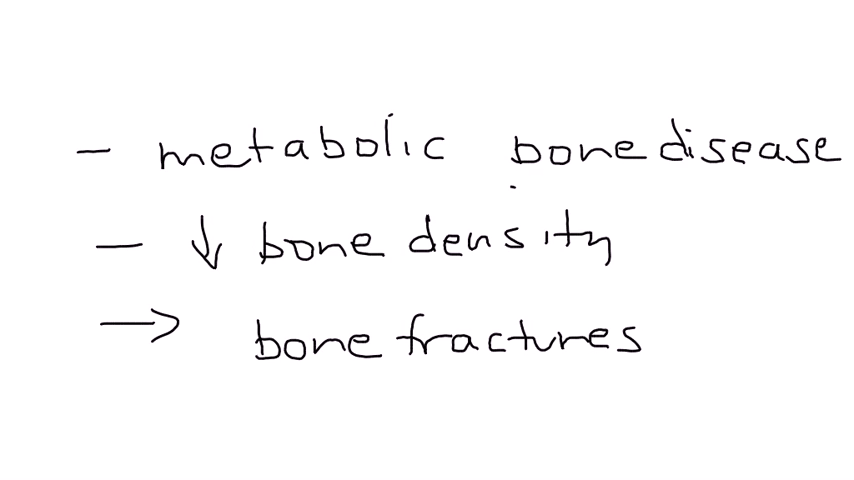 - metabolic bone disease
- ↓ bone density
→ bone fractures